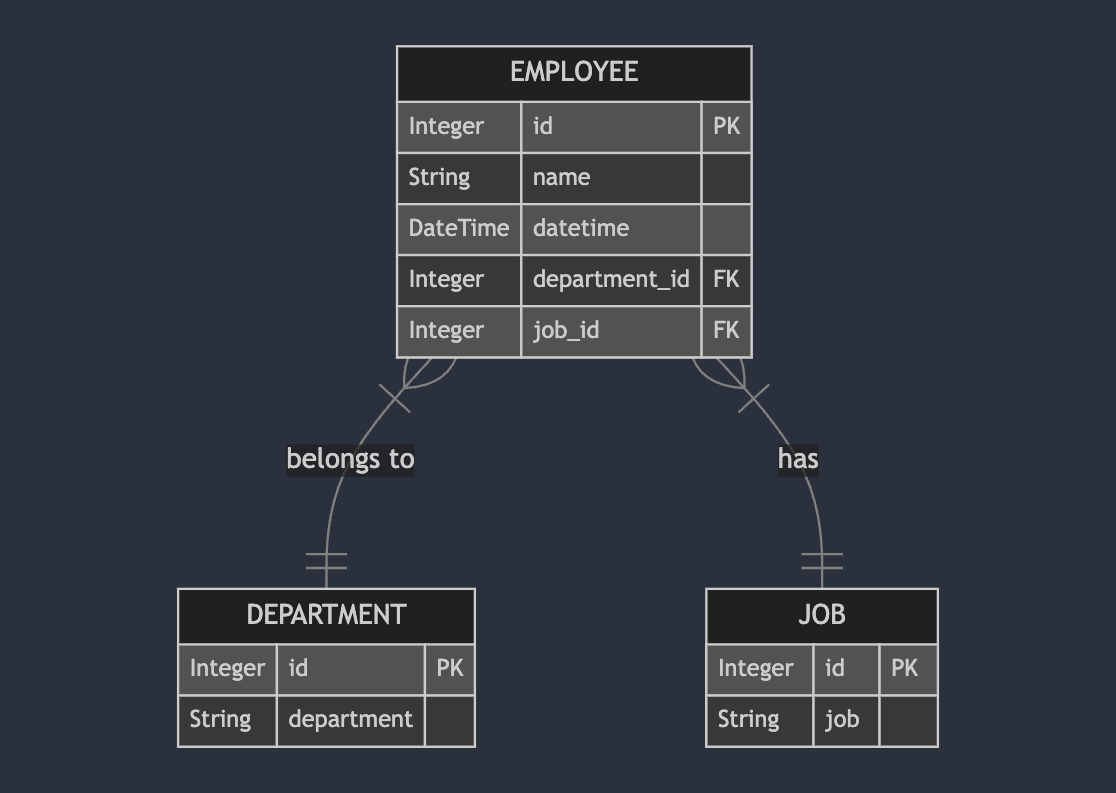 EMPLOYEE
Integer id PK
String name
DateTime datetime
Integer department_id FK
Integer job_id FK
belongs to
has
DEPARTMENT
Integer id PK
String department
JOB
Integer id PK
String job